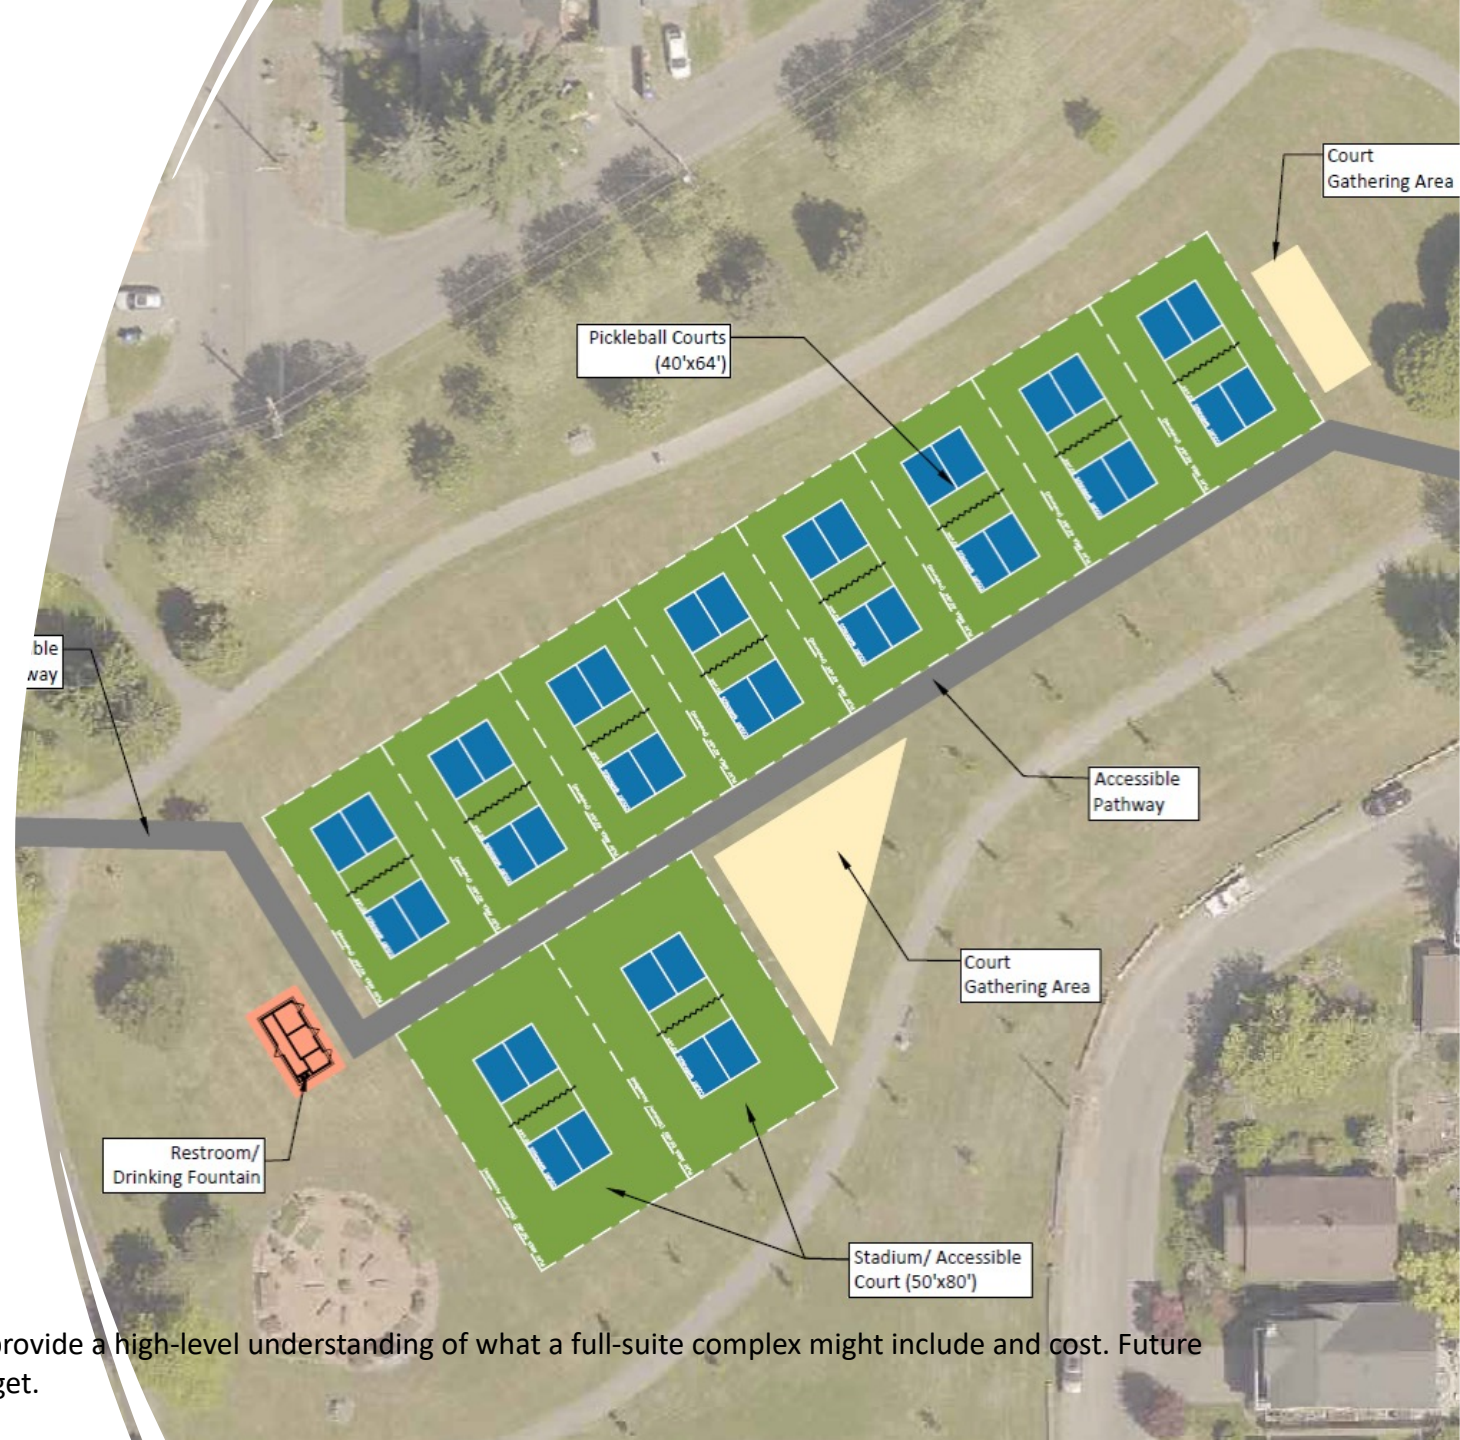 Court
Gathering Area
Pickleball Courts
(40'x64')
ble
way
Accessible
Pathway
Court
Gathering Area
Restroom/
Drinking Fountain
Stadium/ Accessible
Court (50'x80')
provide a high-level understanding of what a full-suite complex might include and cost. Future
get.